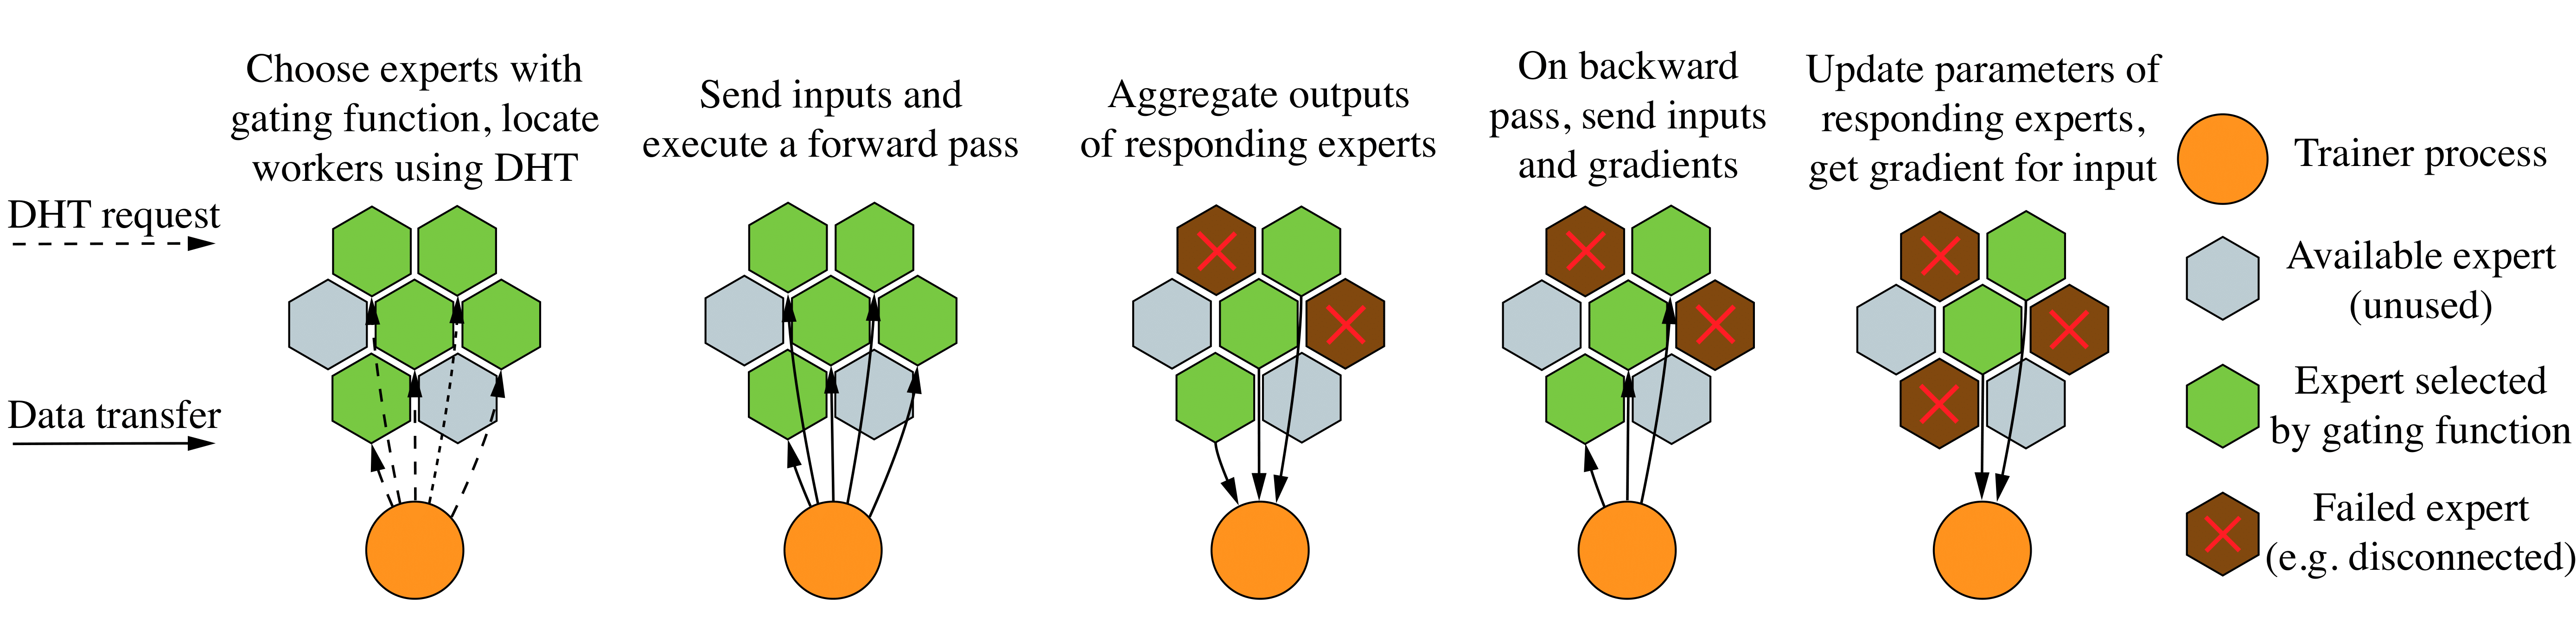 Choose experts with
gating function, locate
workers using DHT
Send inputs and
execute a forward pass
Aggregate outputs
of responding experts
On backward
pass, send inputs
and gradients
Update parameters of
responding experts,
get gradient for input
DHT request
Data transfer
Trainer process
Available expert
(unused)
Expert selected
by gating function
Failed expert
(e.g. disconnected)